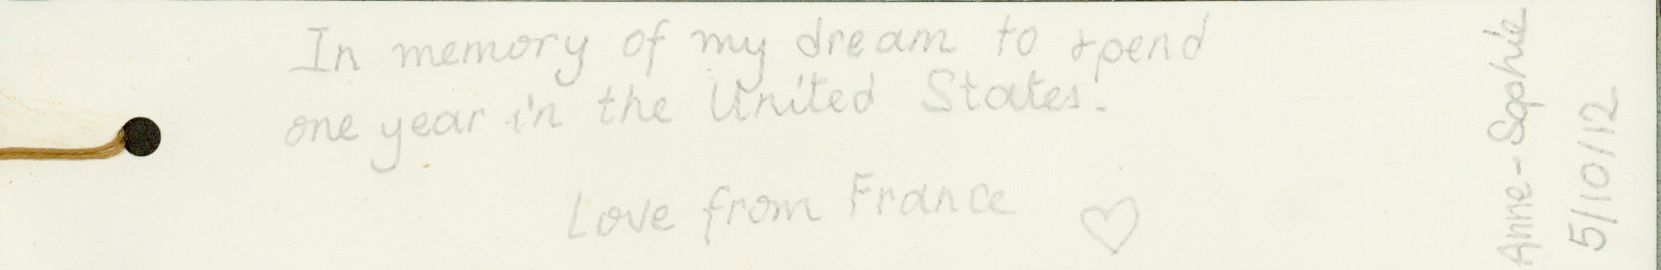 In memory of my dream to spend
one year in the United States.
Love from France ♡
Anne-Sophie
5/10/12